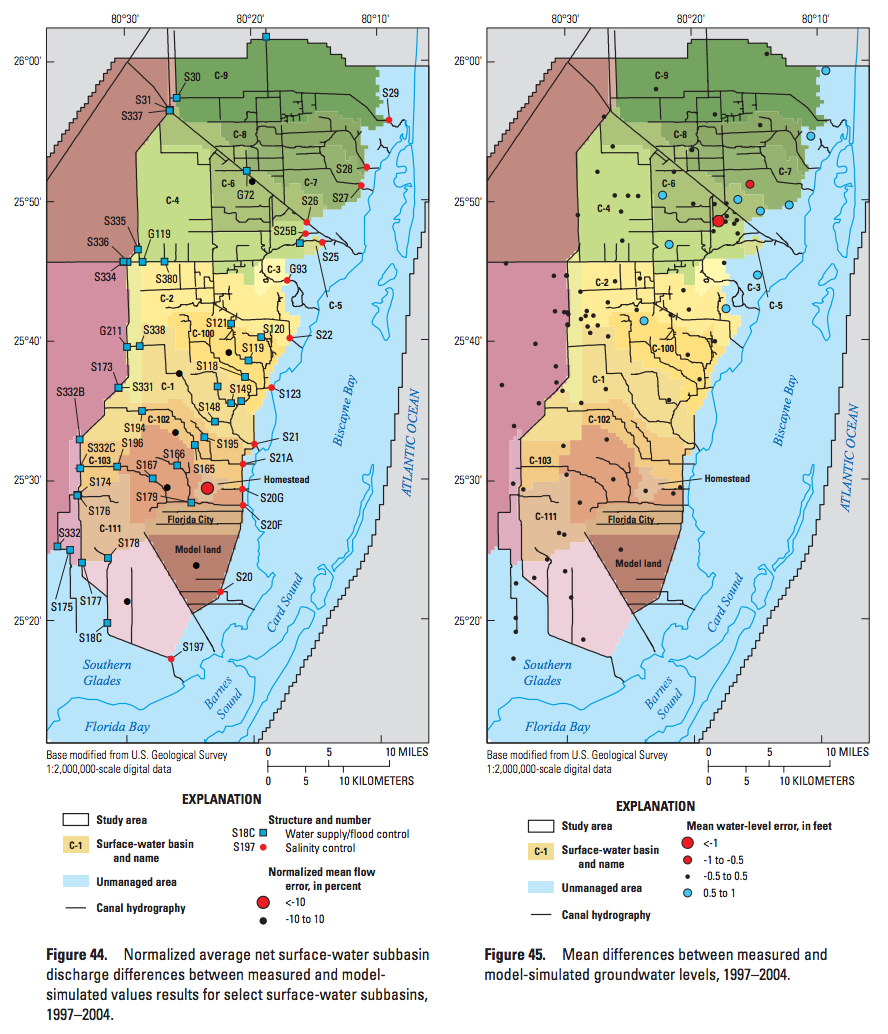 80°30'
80°20'
80°10'
26°00'
25°50'
25°40'
25°30'
25°20'
S30
S31
S337
C-9
S29
C-8
S28
C-6
G72
C-7
S27
S26
C-4
S25B
S25
S335
G119
S336
S334
S380
C-3
G93
C-2
C-5
G211
S338
S121
S120
C-100
S22
S119
S173
S118
S331
C-1
S149
S123
S332B
S148
C-102
S194
S195
S21
S332C
S196
C-103
S166
S21A
S167
S165
S174
Homestead
S179
S20G
S176
Florida City
S20F
C-111
S332
S178
Model land
S20
S175
S177
S18C
S197
Biscayne Bay
ATLANTIC OCEAN
Card Sound
Barnes
Sound
Southern
Glades
Florida Bay
Base modified from U.S. Geological Survey
1:2,000,000-scale digital data
0 5 10 MILES
0 5 10 KILOMETERS
EXPLANATION
Study area
C-1
Surface-water basin
and name
Unmanaged area
Canal hydrography
Structure and number
S18C Water supply/flood control
S197 Salinity control
Normalized mean flow
error, in percent
<-10
-10 to 10
Figure 44. Normalized average net surface-water subbasin
discharge differences between measured and model-
simulated values results for select surface-water subbasins,
1997–2004.
80°30'
80°20'
80°10'
26°00'
25°50'
25°40'
25°30'
25°20'
C-9
C-8
C-7
C-6
C-4
C-3
C-2
C-5
C-100
C-1
C-102
C-103
Homestead
C-111
Florida City
Model land
Biscayne Bay
ATLANTIC OCEAN
Card Sound
Barnes
Sound
Southern
Glades
Florida Bay
Base modified from U.S. Geological Survey
1:2,000,000-scale digital data
0 5 10 MILES
0 5 10 KILOMETERS
EXPLANATION
Study area
C-1
Surface-water basin
and name
Unmanaged area
Canal hydrography
Mean water-level error, in feet
<-1
-1 to -0.5
-0.5 to 0.5
0.5 to 1
Figure 45. Mean differences between measured and
model-simulated groundwater levels, 1997–2004.